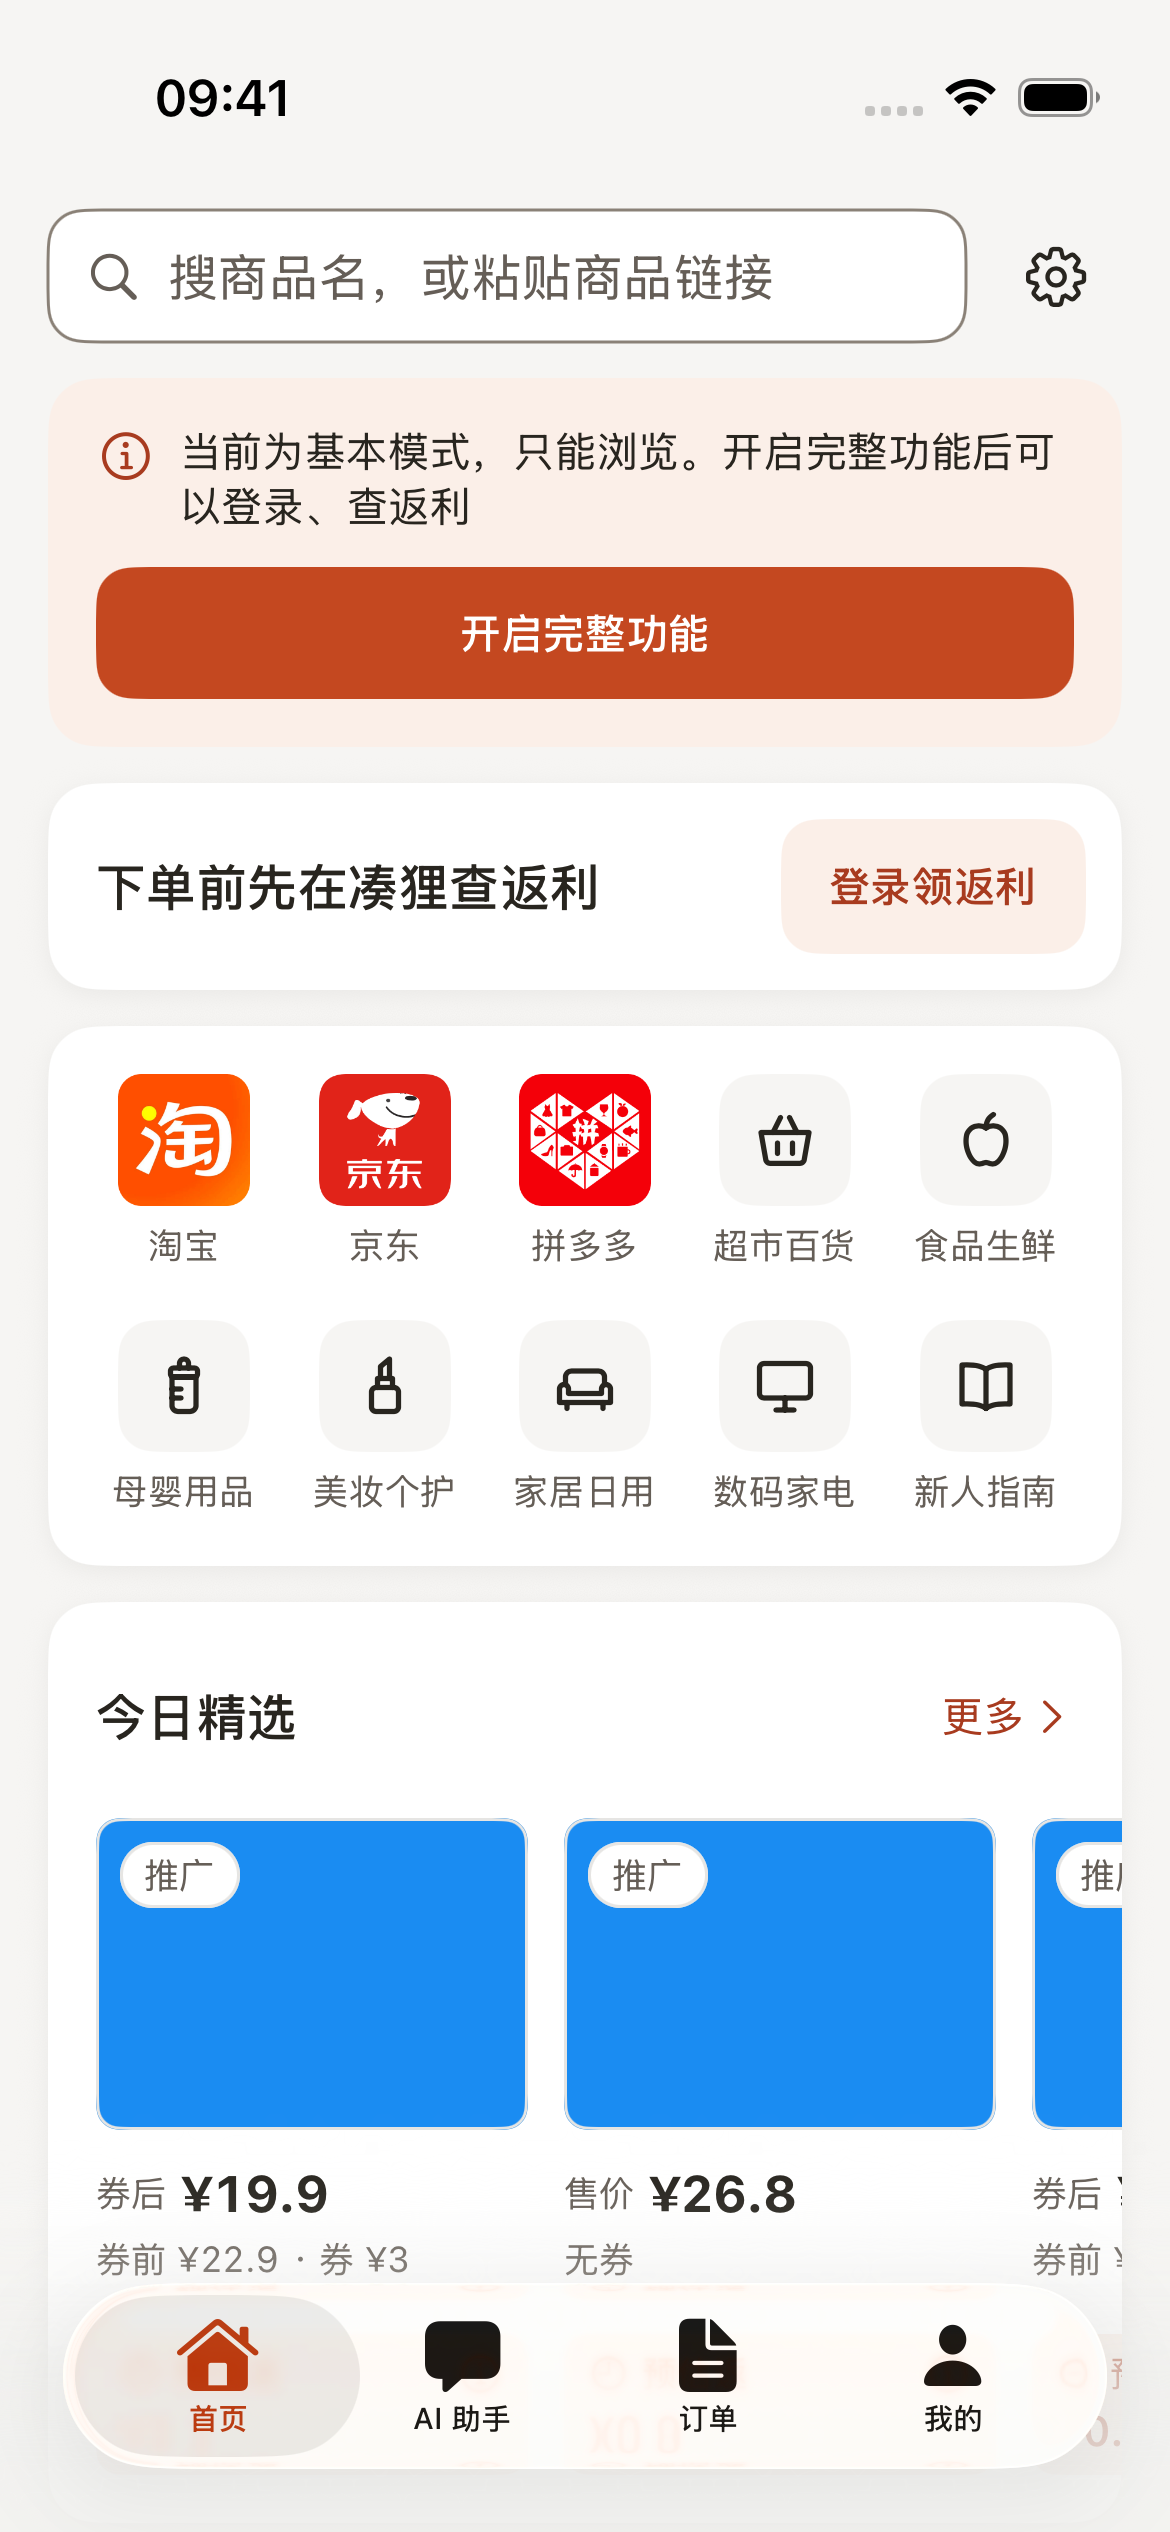 09:41
搜商品名，或粘贴商品链接
当前为基本模式，只能浏览。开启完整功能后可
以登录、查返利
开启完整功能
下单前先在凑狸查返利
登录领返利
淘
京东
拼
淘宝
京东
拼多多
超市百货
食品生鲜
母婴用品
美妆个护
家居日用
数码家电
新人指南
今日精选
更多
推广
推广
推广
券后 ¥19.9
售价 ¥26.8
券后
券前 ¥22.9 · 券 ¥3
无券
券前
首页
AI 助手
订单
我的